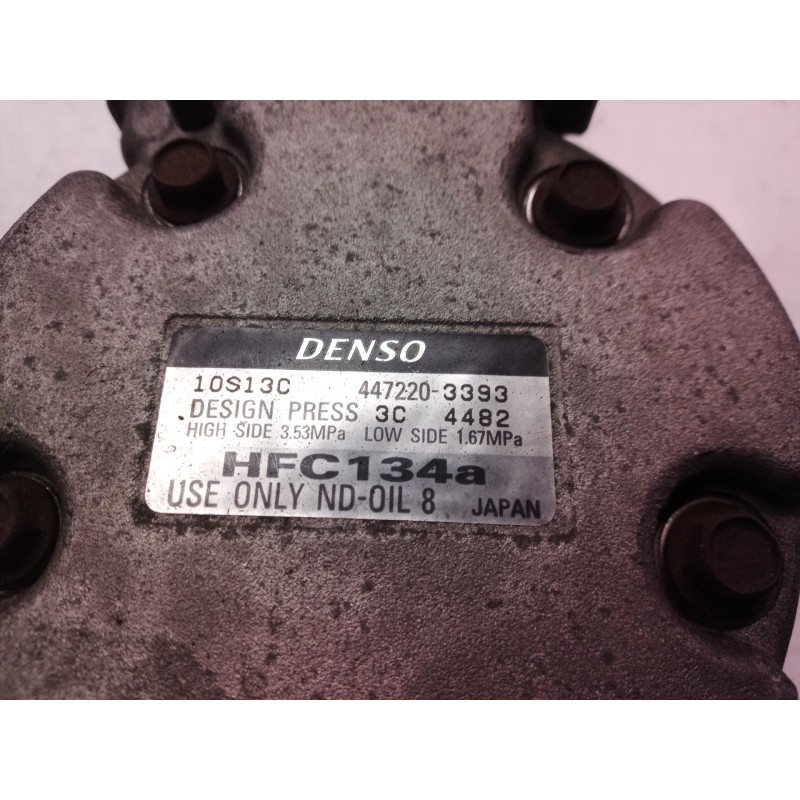 DENSO
10S13C 447220-3393
DESIGN PRESS 3C 4482
HIGH SIDE 3.53MPa LOW SIDE 1.67MPa
HFC134a
USE ONLY ND-OIL 8 JAPAN